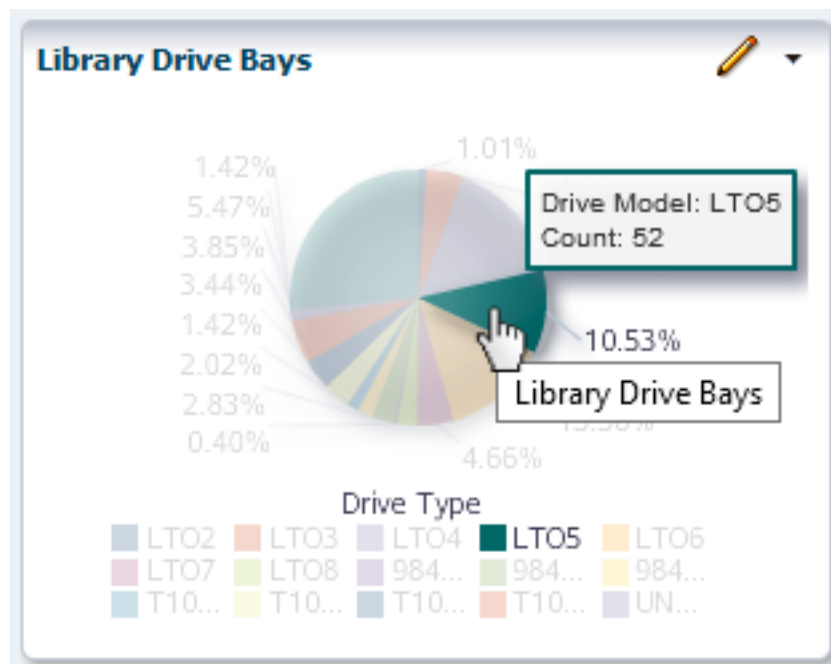 Library Drive Bays
1.01%
1.42%
5.47%
3.85%
3.44%
1.42%
2.02%
2.83%
0.40%
Drive Model: LTO5
Count: 52
10.53%
Library Drive Bays
4.66%
Drive Type
LTO2 LTO3 LTO4 LTO5 LTO6
LTO7 LTO8 984... 984... 984...
T10... T10... T10... T10... UN...